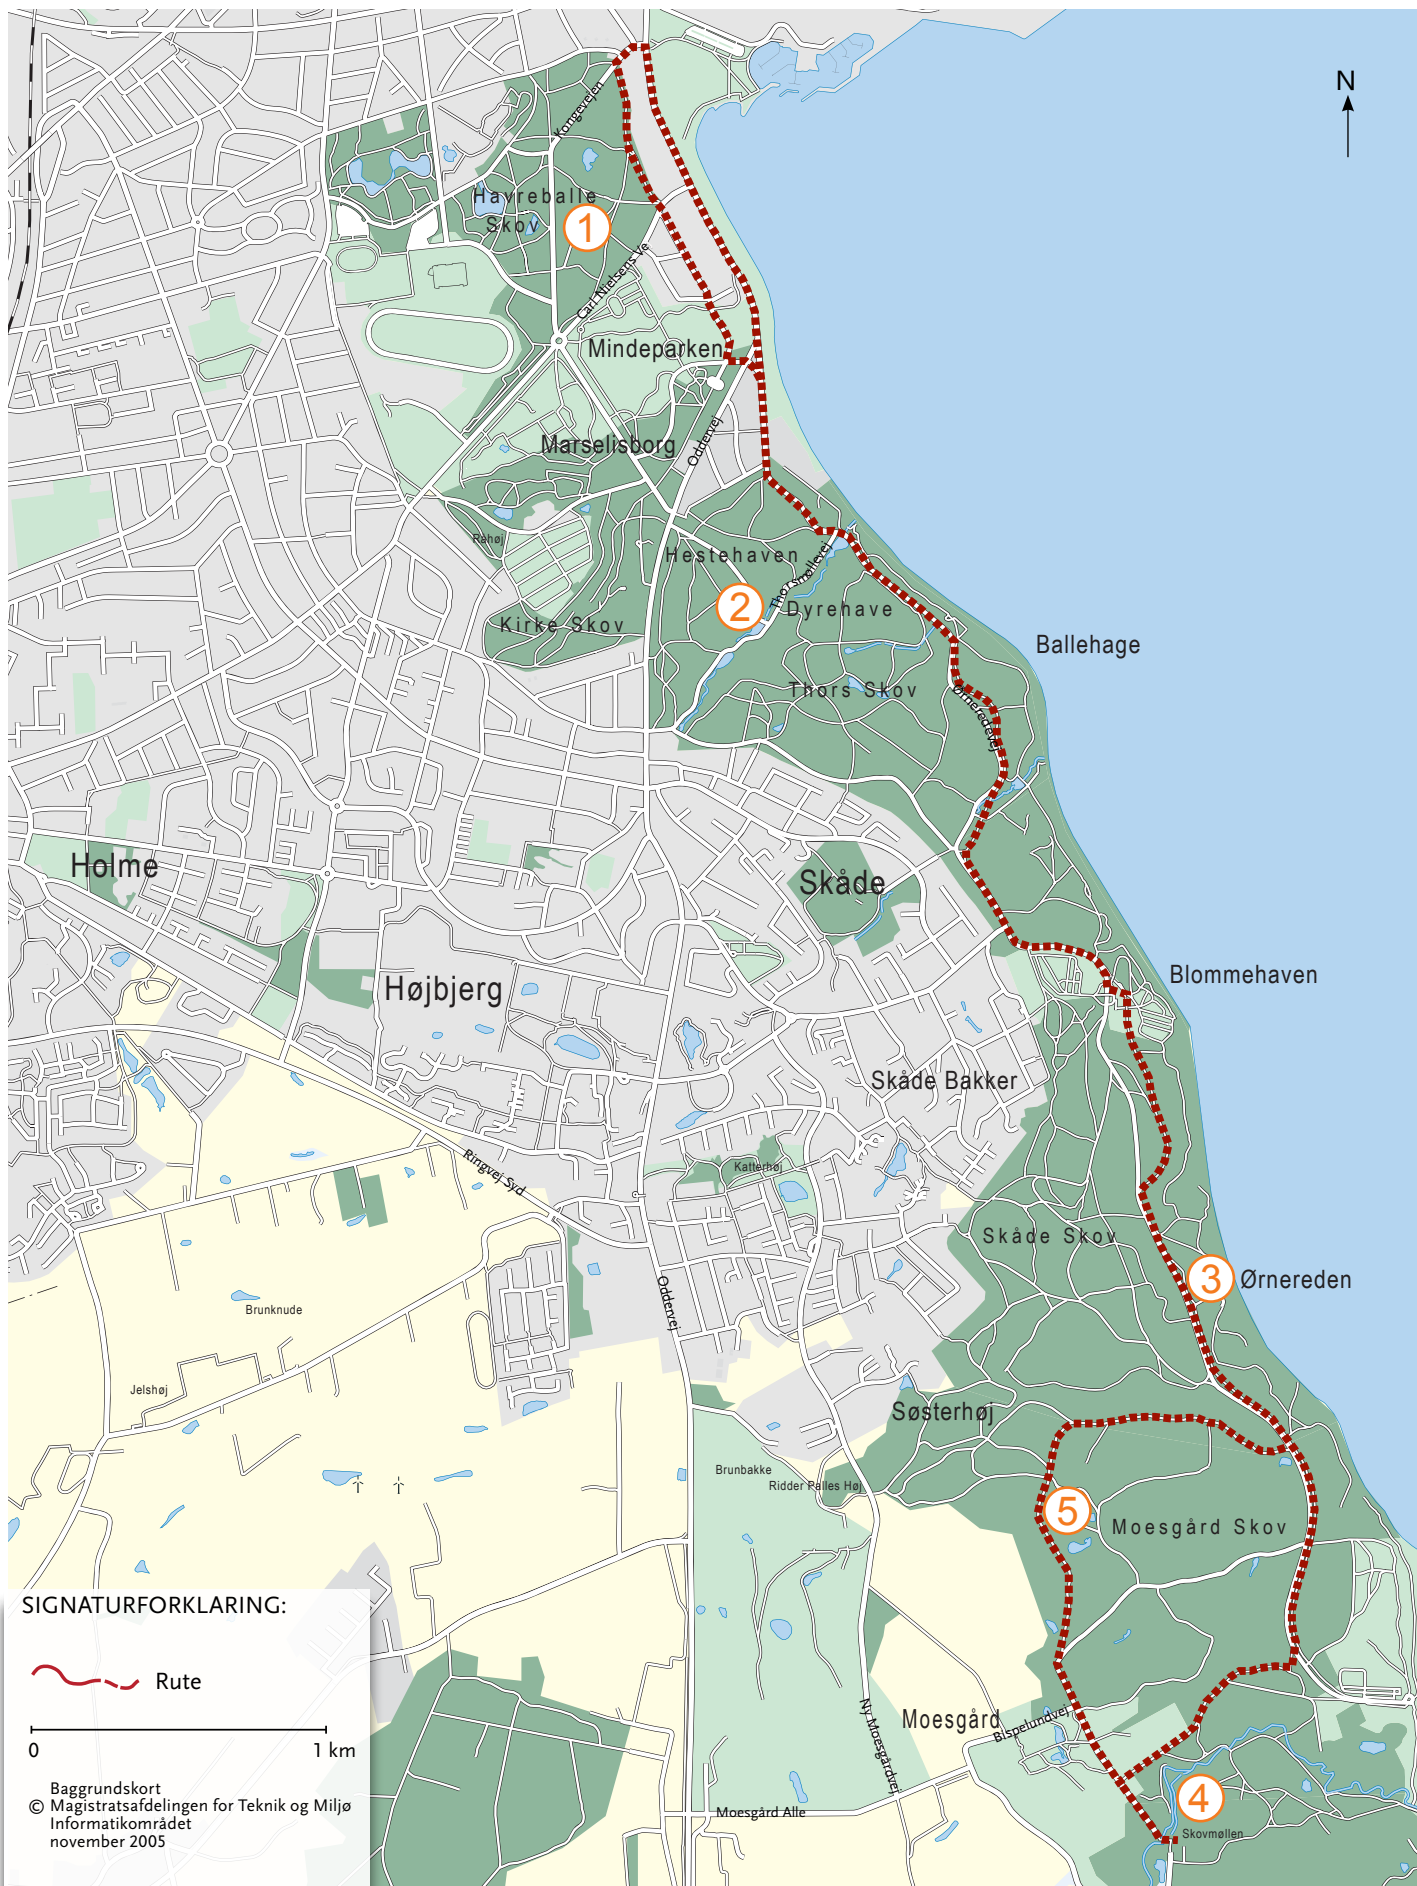 N
Kongevejen
Havreballe
Skov
1
Carl Nielsens Ve
Mindeparken
Marselisborg
Oddervej
Rahøj
Hestehaven
Thorsmøllevej
2
Dyrehave
Kirke Skov
Ballehage
Thors Skov
Ørneredevej
Holme
Skåde
Højbjerg
Blommehaven
Skåde Bakker
Ringvej Syd
Katterhøj
Skåde Skov
3
Ørnereden
Oddervej
Brunknude
Jelshøj
Søsterhøj
Brunbakke
Ridder Palles Høj
5
Moesgård Skov
Moesgård
Bispelundvej
Ny Moesgårdvej
4
Moesgård Alle
Skovmøllen
SIGNATURFORKLARING:
Rute
0
1 km
Baggrundskort
© Magistratsafdelingen for Teknik og Miljø
Informatikområdet
november 2005